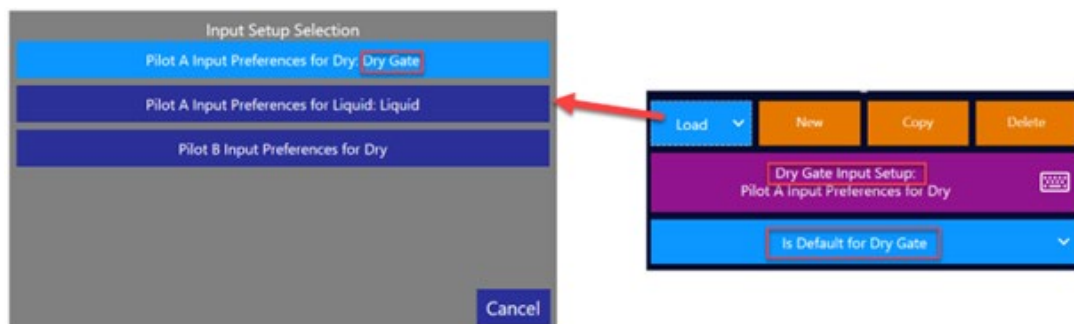 Input Setup Selection
Pilot A Input Preferences for Dry: Dry Gate
Pilot A Input Preferences for Liquid: Liquid
Pilot B Input Preferences for Dry
Cancel
Load
New
Copy
Delete
Dry Gate Input Setup:
Pilot A Input Preferences for Dry
Is Default for Dry Gate